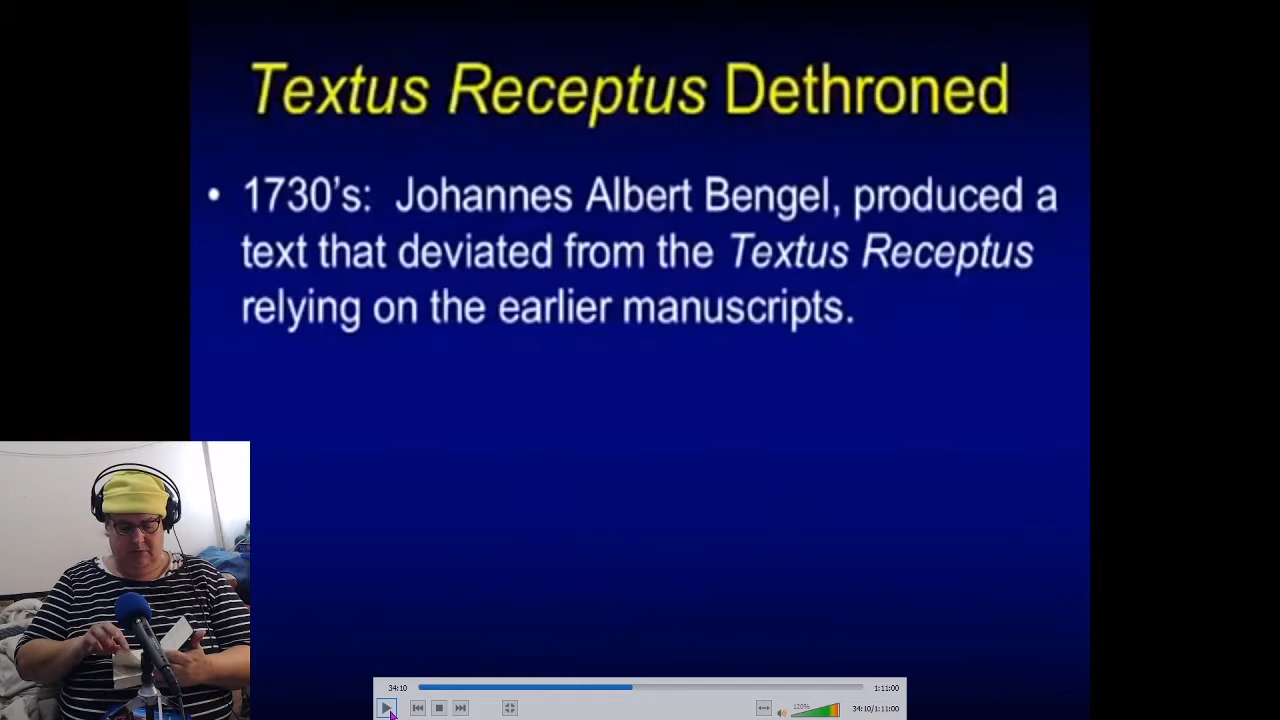 Textus Receptus Dethroned
• 1730's: Johannes Albert Bengel, produced a
text that deviated from the Textus Receptus
relying on the earlier manuscripts.
34:10
1:11:00
120%
34:10/1:11:00